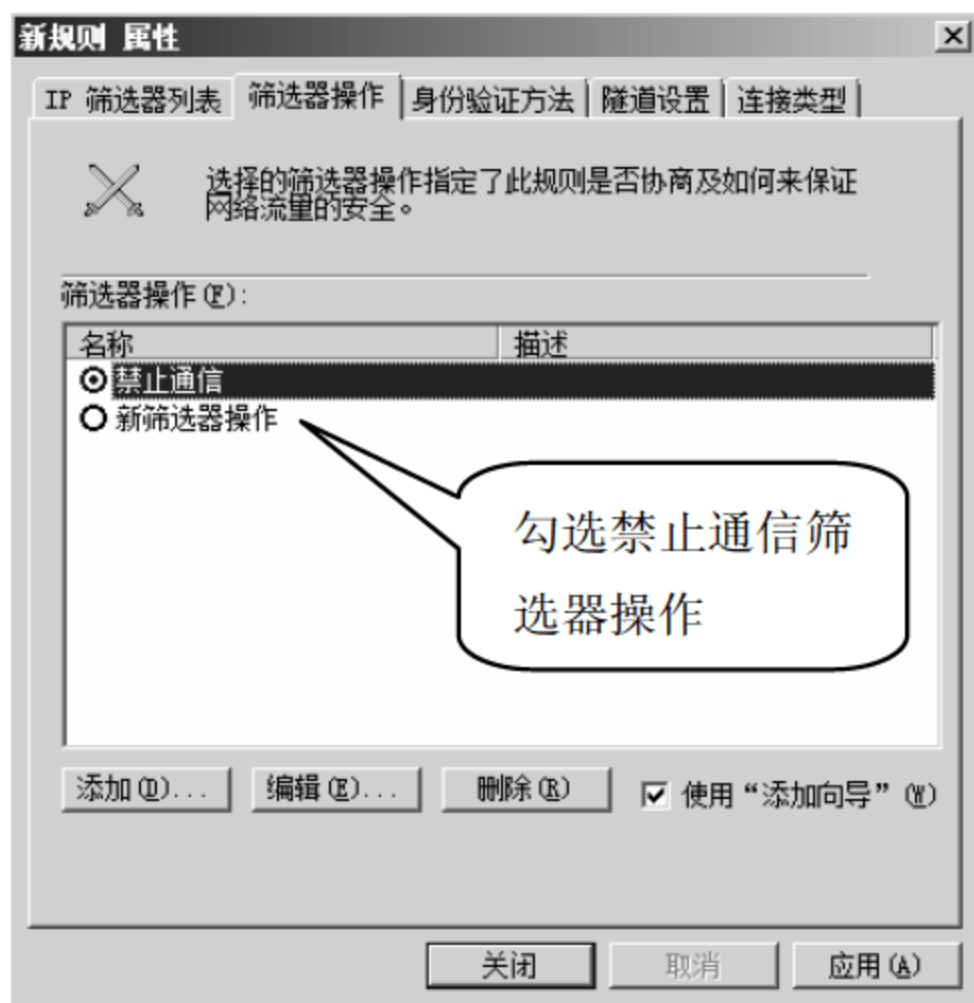 新规则 属性
IP 筛选器列表 筛选器操作 身份验证方法 隧道设置 连接类型
选择的筛选器操作指定了此规则是否协商及如何来保证
网络流量的安全。
筛选器操作(F):
名称 描述
禁止通信
新筛选器操作
勾选禁止通信筛
选器操作
添加(D)... 编辑(E)... 删除(R) 使用“添加向导”(W)
关闭 取消 应用(A)